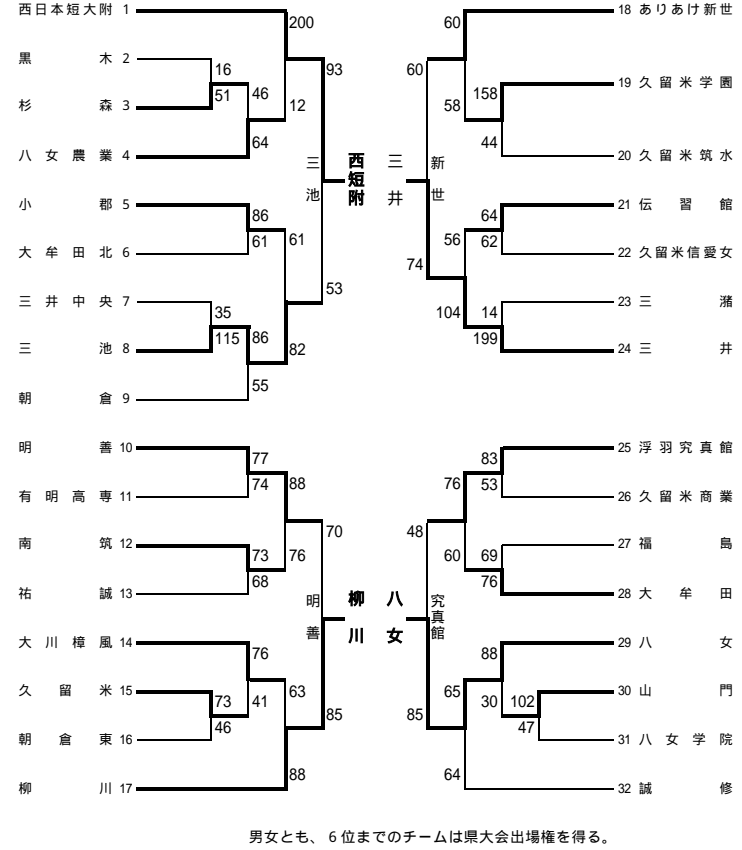 西日本短大附 1
200
黒木 2
16
93
杉森 3
51
46
12
八女農業 4
64
三池
西短附
小郡 5
86
大牟田北 6
61
61
53
三井中央 7
35
三池 8
115
86
82
朝倉 9
55
明善 10
77
有明高専 11
74
88
70
南筑 12
73
76
祐誠 13
68
明善
柳川
大川樟風 14
76
久留米 15
73
41
63
85
朝倉東 16
46
柳川 17
88
60
18 ありあけ新世
60
58
158
19 久留米学園
44
20 久留米筑水
三井
新世
64
21 伝習館
56
62
22 久留米信愛女
74
104
14
23 三潴
199
24 三井
83
25 浮羽究真館
76
53
26 久留米商業
48
60
69
27 福島
76
28 大牟田
八女
究真館
88
29 八女
65
30
102
30 山門
85
47
31 八女学院
64
32 誠修
男女とも、6位までのチームは県大会出場権を得る。